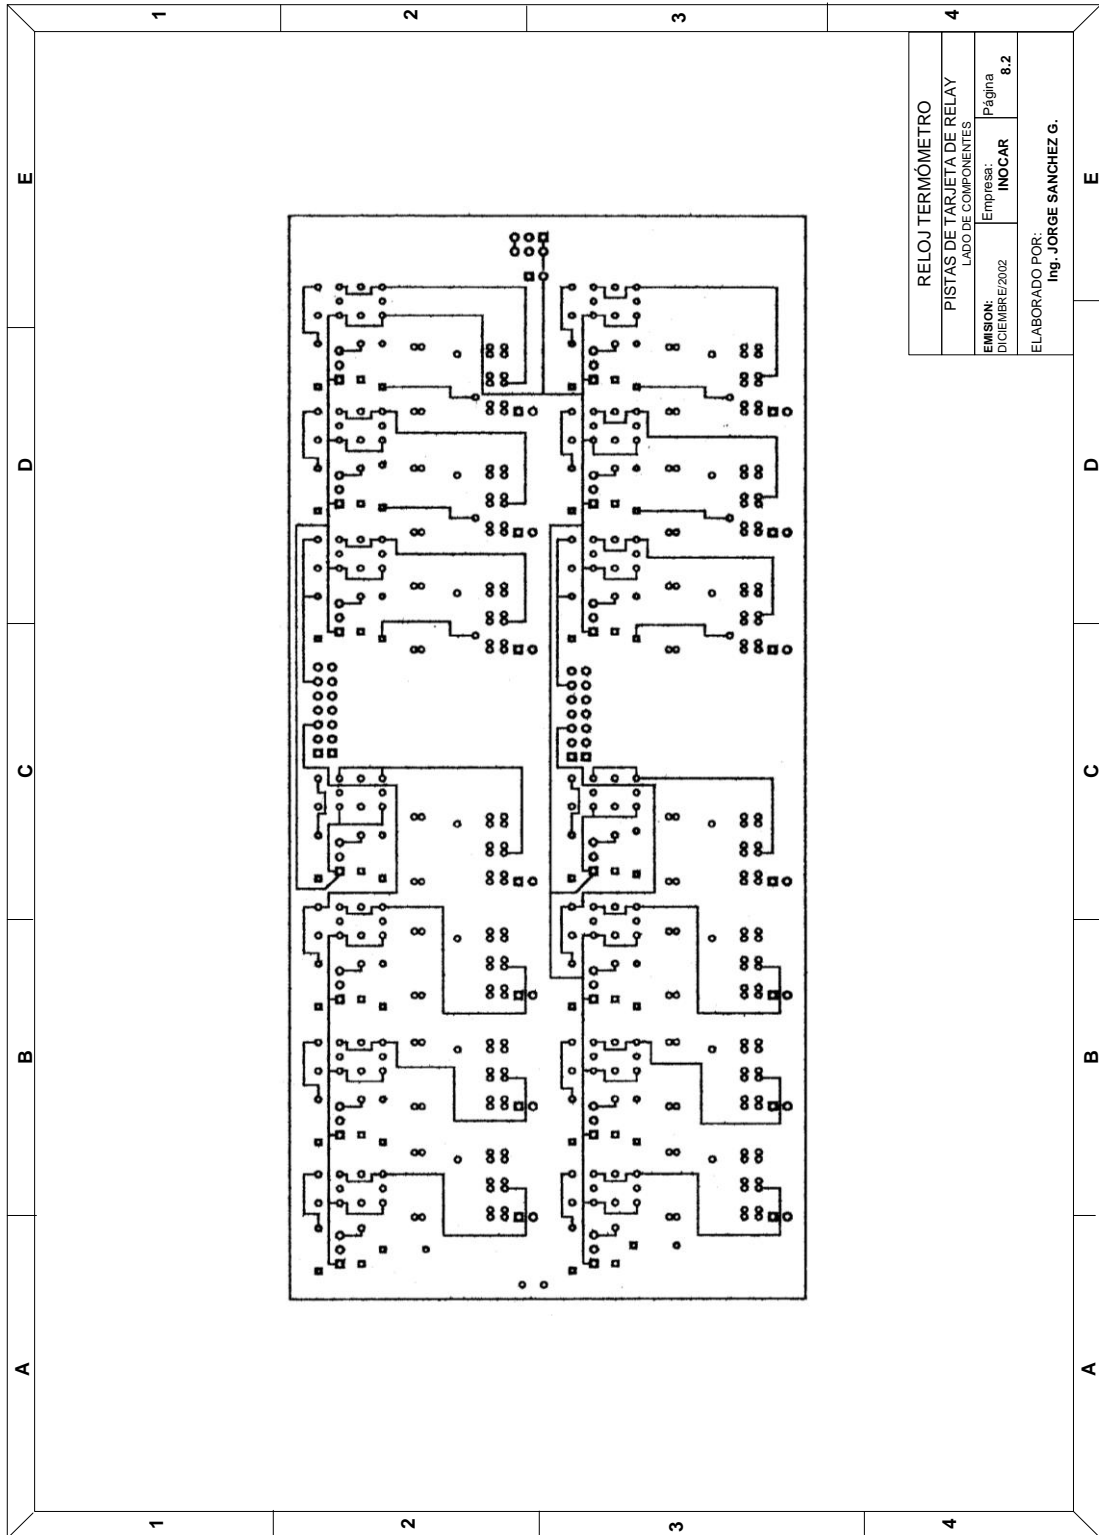 1
2
3
4
E
D
C
B
A
RELOJ TERMÓMETRO
PISTAS DE TARJETA DE RELAY
LADO DE COMPONENTES
EMISION:
DICIEMBRE/2002
Empresa:
INOCAR
Página
8.2
ELABORADO POR:
Ing. JORGE SANCHEZ G.
E
D
C
B
A
1
2
3
4